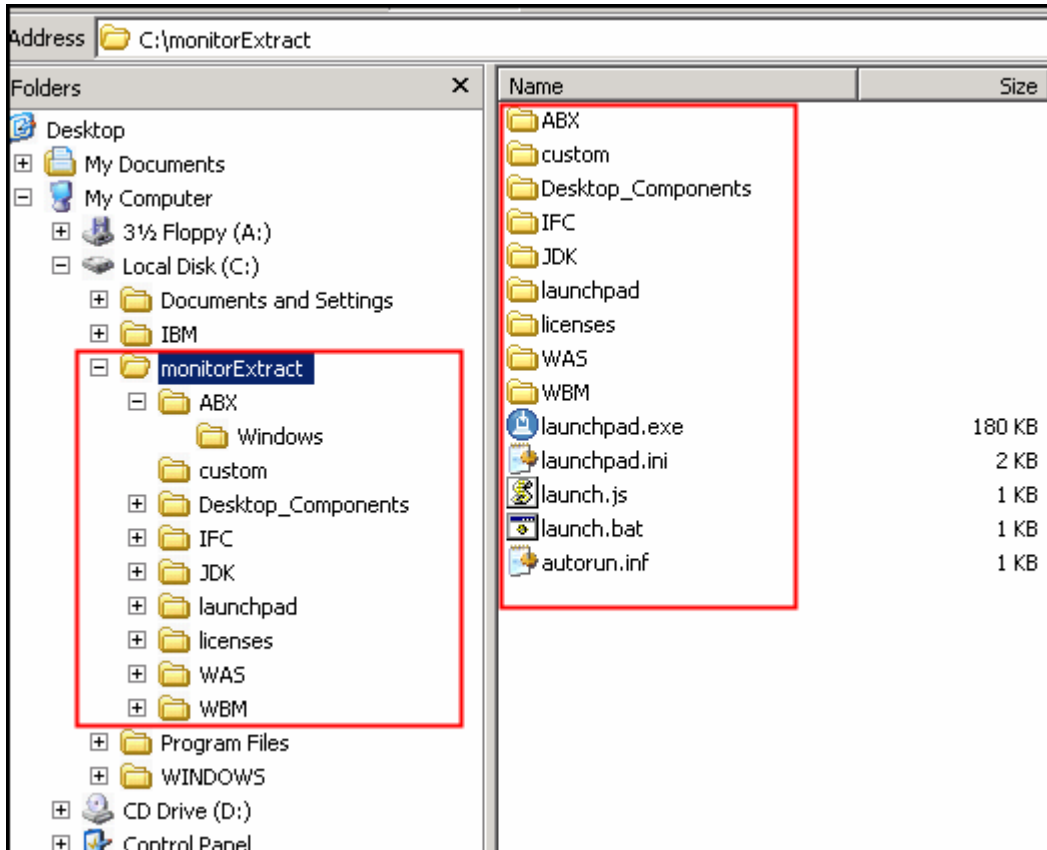 Address C:\monitorExtract
Folders
Desktop
My Documents
My Computer
3½ Floppy (A:)
Local Disk (C:)
Documents and Settings
IBM
monitorExtract
ABX
Windows
custom
Desktop_Components
IFC
JDK
launchpad
licenses
WAS
WBM
Program Files
WINDOWS
CD Drive (D:)
Control Panel
Name Size
ABX
custom
Desktop_Components
IFC
JDK
launchpad
licenses
WAS
WBM
launchpad.exe 180 KB
launchpad.ini 2 KB
launch.js 1 KB
launch.bat 1 KB
autorun.inf 1 KB